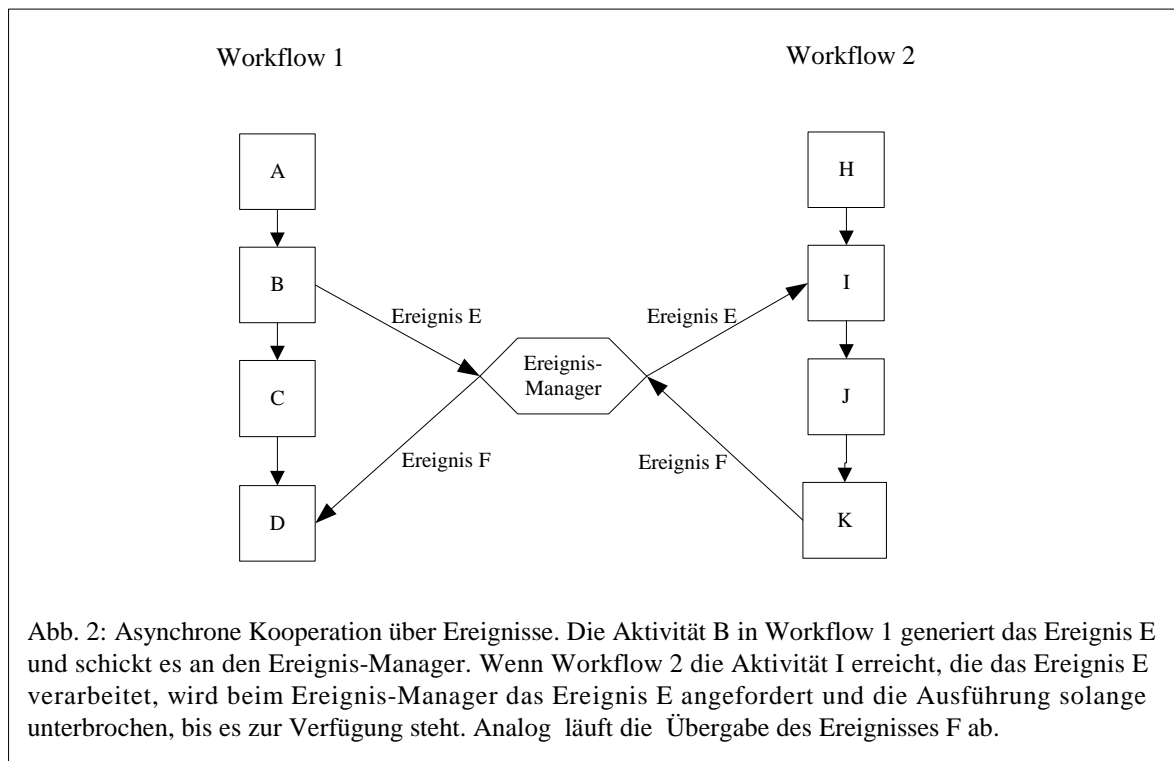 Workflow 1
Workflow 2
A
H
B
I
Ereignis E
Ereignis E
Ereignis-
Manager
C
J
Ereignis F
Ereignis F
D
K
Abb. 2: Asynchrone Kooperation über Ereignisse. Die Aktivität B in Workflow 1 generiert das Ereignis E
und schickt es an den Ereignis-Manager. Wenn Workflow 2 die Aktivität I erreicht, die das Ereignis E
verarbeitet, wird beim Ereignis-Manager das Ereignis E angefordert und die Ausführung solange
unterbrochen, bis es zur Verfügung steht. Analog läuft die Übergabe des Ereignisses F ab.